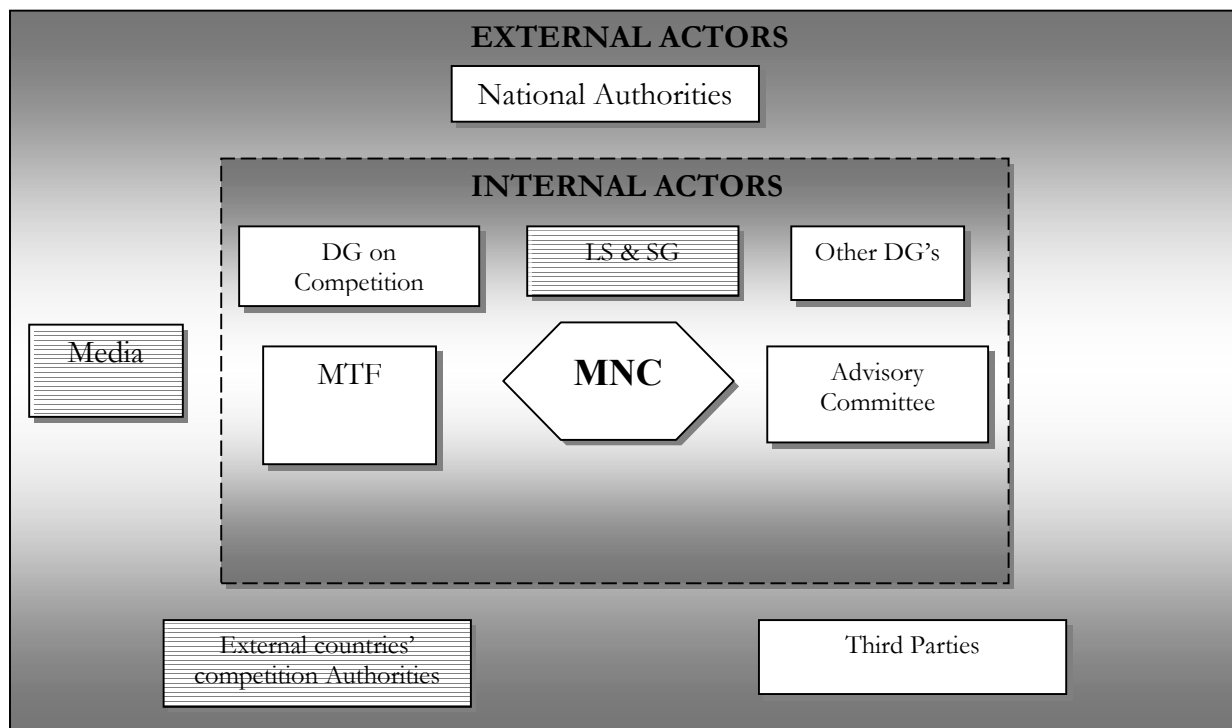 EXTERNAL ACTORS
National Authorities
INTERNAL ACTORS
DG on
Competition
LS & SG
Other DG’s
Media
MTF
MNC
Advisory
Committee
External countries’
competition Authorities
Third Parties